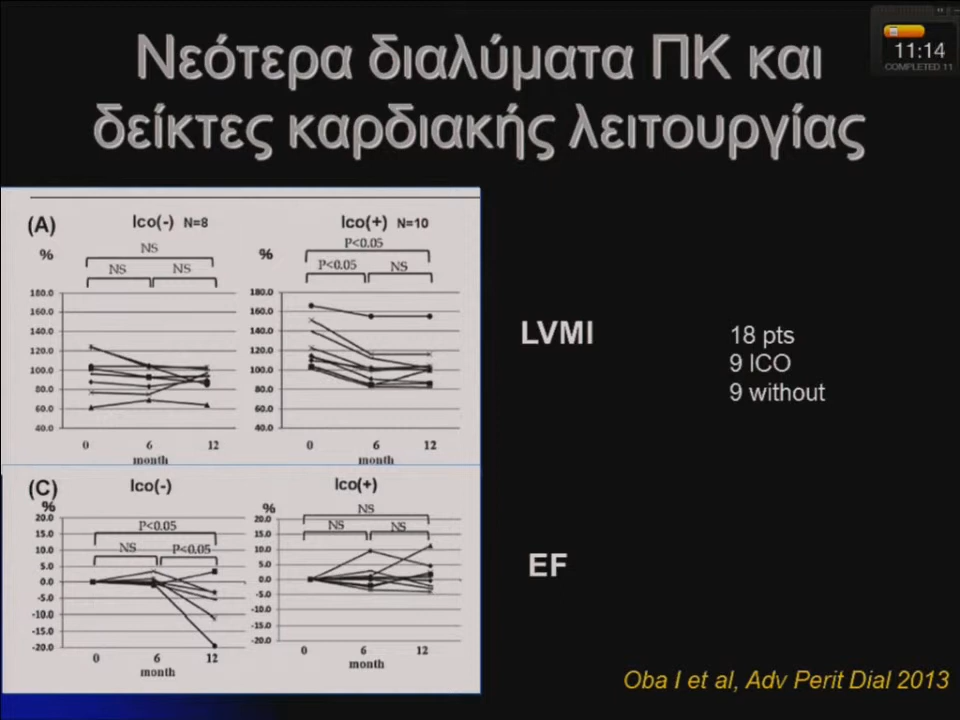 Νεότερα διαλύματα ΠΚ και
δείκτες καρδιακής λειτουργίας
11:14
COMPLETED 11
(A)
Ico(-) N=8
%
NS
NS NS
180.0
160.0
140.0
120.0
100.0
80.0
60.0
40.0
0 6 12
month
Ico(+) N=10
%
P<0.05
P<0.05 NS
180.0
160.0
140.0
120.0
100.0
80.0
60.0
40.0
0 6 12
month
LVMI
18 pts
9 ICO
9 without
(C)
Ico(-)
%
P<0.05
NS P<0.05
20.0
15.0
10.0
5.0
0.0
-5.0
-10.0
-15.0
-20.0
0 6 12
month
Ico(+)
%
NS
NS NS
20.0
15.0
10.0
5.0
0.0
-5.0
-10.0
-15.0
-20.0
0 6 12
month
EF
Oba I et al, Adv Perit Dial 2013